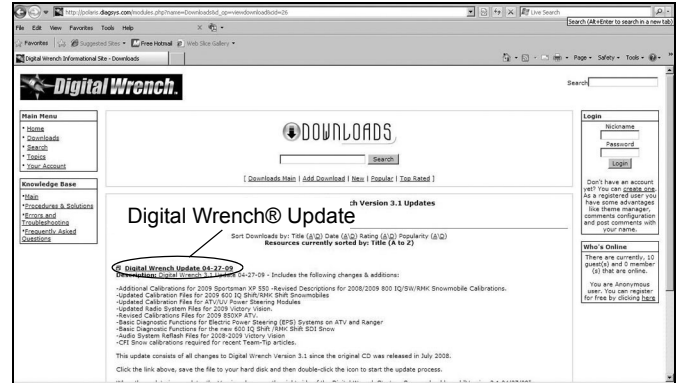 http://polaris.diagsys.com/modules.php?name=Downloads&d_op=viewdownload&cid=26
Live Search
Search (Alt+Enter to search in a new tab)
File Edit View Favorites Tools Help
Favorites Suggested Sites Free Hotmail Web Slice Gallery
Digital Wrench Informational Site - Downloads
Page Safety Tools
Digital Wrench.
Search
Main Menu
Home
Downloads
Search
Topics
Your Account
Knowledge Base
Main
Procedures & Solutions
Errors and
Troubleshooting
Frequently Asked
Questions
DOWNLOADS
Search
[ Downloads Main | Add Download | New | Popular | Top Rated ]
ch Version 3.1 Updates
Digital Wrench® Update
Sort Downloads by: Title (A\D) Date (A\D) Rating (A\D) Popularity (A\D)
Resources currently sorted by: Title (A to Z)
Digital Wrench Update 04-27-09
Description: Digital Wrench 3.1 Update 04-27-09 - Includes the following changes & additions:
-Additional Calibrations for 2009 Sportsman XP 550 -Revised Descriptions for 2008/2009 800 IQ/SW/RMK Snowmobile Calibrations.
-Updated Calibration Files for 2009 600 IQ Shift/RMK Shift Snowmobiles
-Updated Calibration Files for ATV/UV Power Steering Modules
-Updated Radio System Files for 2009 Victory Vision.
-Revised Calibrations Files for 2009 850XP ATV.
-Basic Diagnostic Functions for Electric Power Steering (EPS) Systems on ATV and Ranger
-Basic Diagnostic Functions for the new 600 IQ Shift /RMK Shift SDI Snow
-Audio System Reflash Files for 2008-2009 Victory Vision
-CFI Snow calibrations required for recent Team-Tip articles.
This update consists of all changes to Digital Wrench Version 3.1 since the original CD was released in July 2008.
Click the link above, save the file to your hard disk and then double-click the icon to start the update process.
Login
Nickname
Password
Login
Don't have an account
yet? You can create one.
As a registered user you
have some advantages
like theme manager,
comments configuration
and post comments with
your name.
Who's Online
There are currently, 10
guest(s) and 0 member
(s) that are online.
You are Anonymous
user. You can register
for free by clicking here